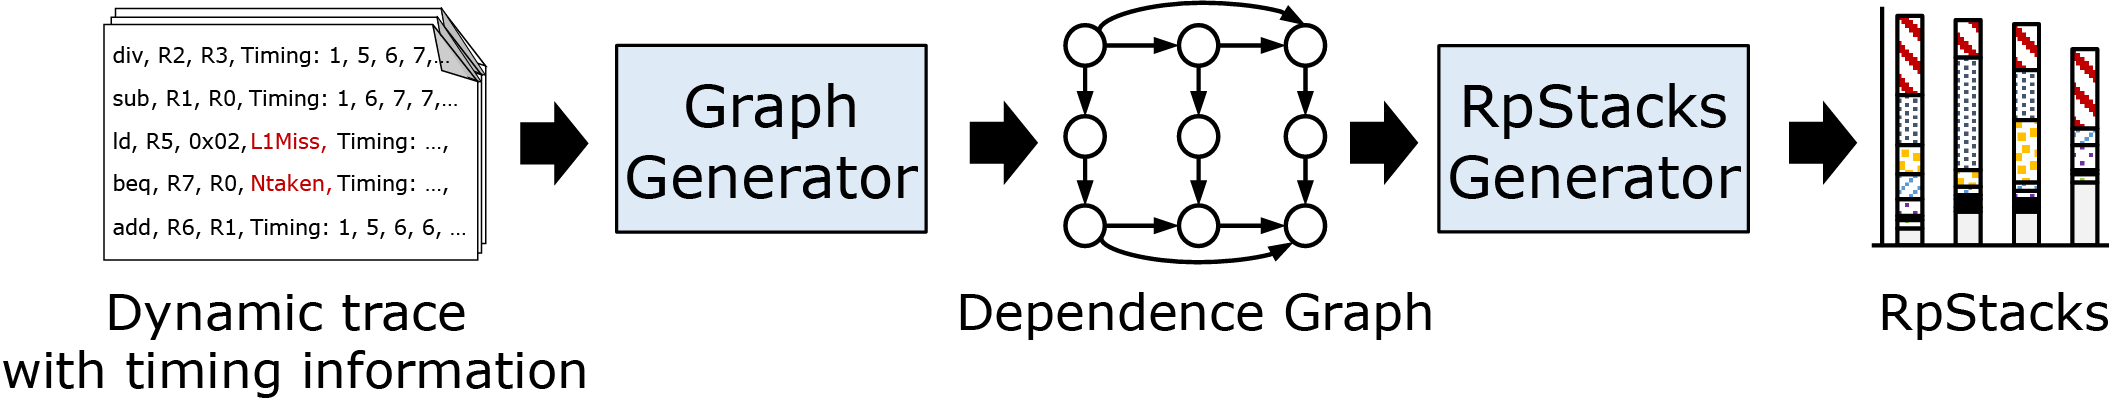 div, R2, R3, Timing: 1, 5, 6, 7,...
sub, R1, R0, Timing: 1, 6, 7, 7,...
ld, R5, 0x02, L1Miss, Timing: ...,
beq, R7, R0, Ntaken, Timing: ...,
add, R6, R1, Timing: 1, 5, 6, 6, ...
Dynamic trace
with timing information
Graph
Generator
Dependence Graph
RpStacks
Generator
RpStacks